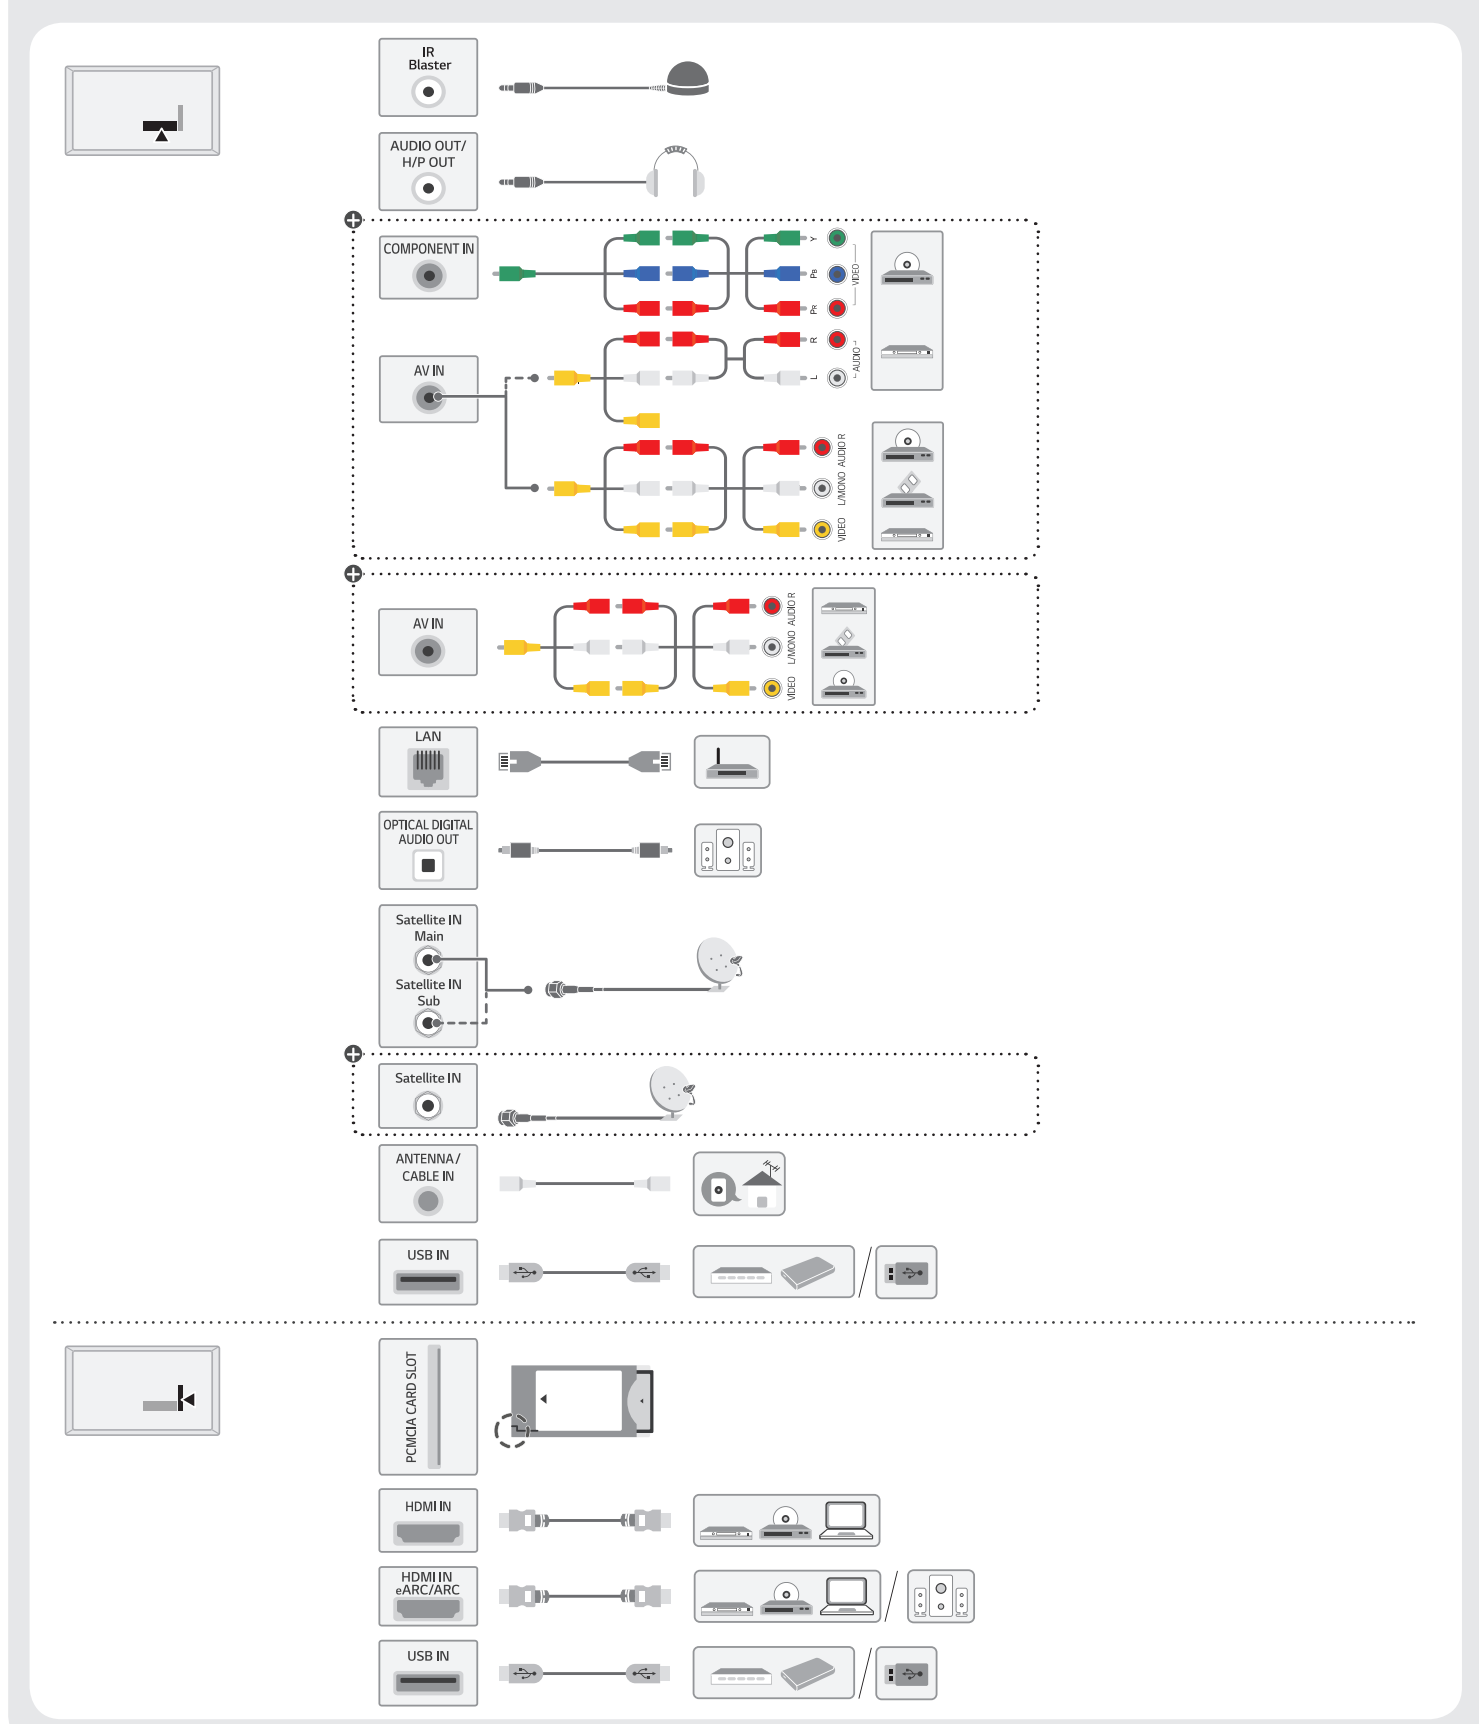 IR
Blaster
AUDIO OUT/
H/P OUT
COMPONENT IN
Y
PB
PR
VIDEO
AV IN
R
L
AUDIO
AUDIO R
L/MONO
VIDEO
AV IN
AUDIO R
L/MONO
VIDEO
LAN
OPTICAL DIGITAL
AUDIO OUT
Satellite IN
Main
Satellite IN
Sub
Satellite IN
ANTENNA/
CABLE IN
USB IN
PCMCIA CARD SLOT
HDMI IN
HDMI IN
eARC/ARC
USB IN